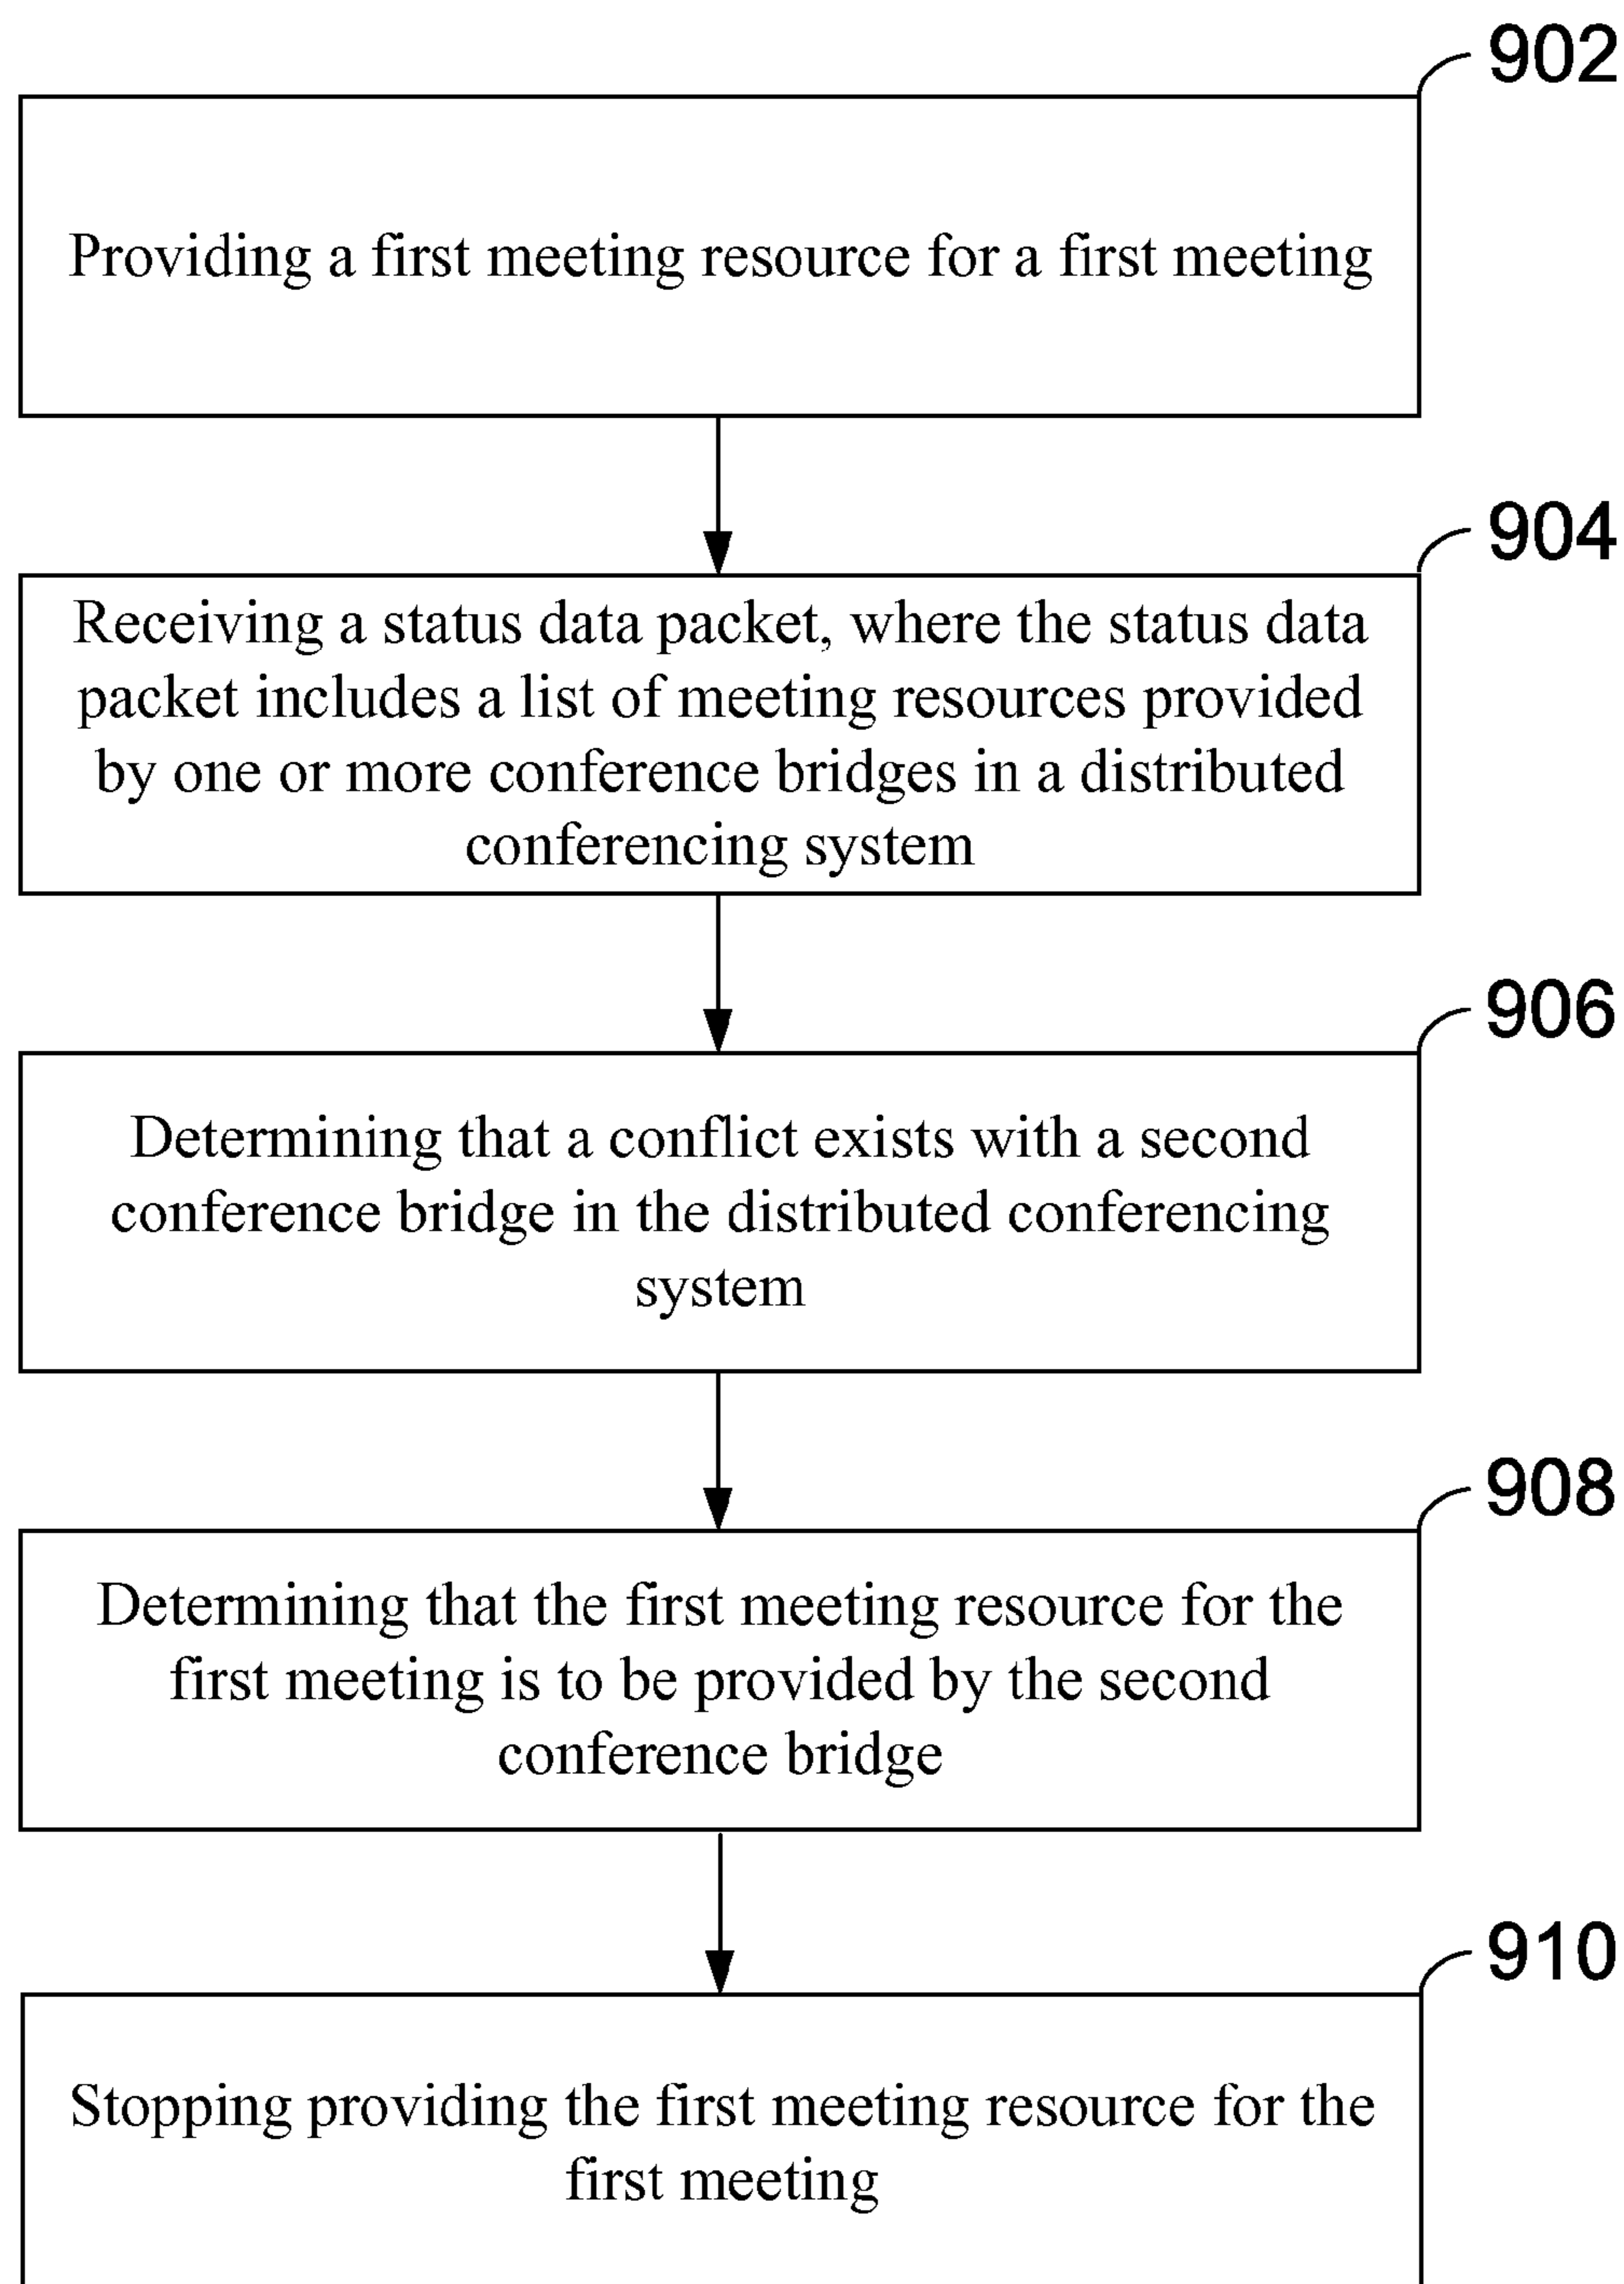 902
Providing a first meeting resource for a first meeting
904
Receiving a status data packet, where the status data
packet includes a list of meeting resources provided
by one or more conference bridges in a distributed
conferencing system
906
Determining that a conflict exists with a second
conference bridge in the distributed conferencing
system
908
Determining that the first meeting resource for the
first meeting is to be provided by the second
conference bridge
910
Stopping providing the first meeting resource for the
first meeting